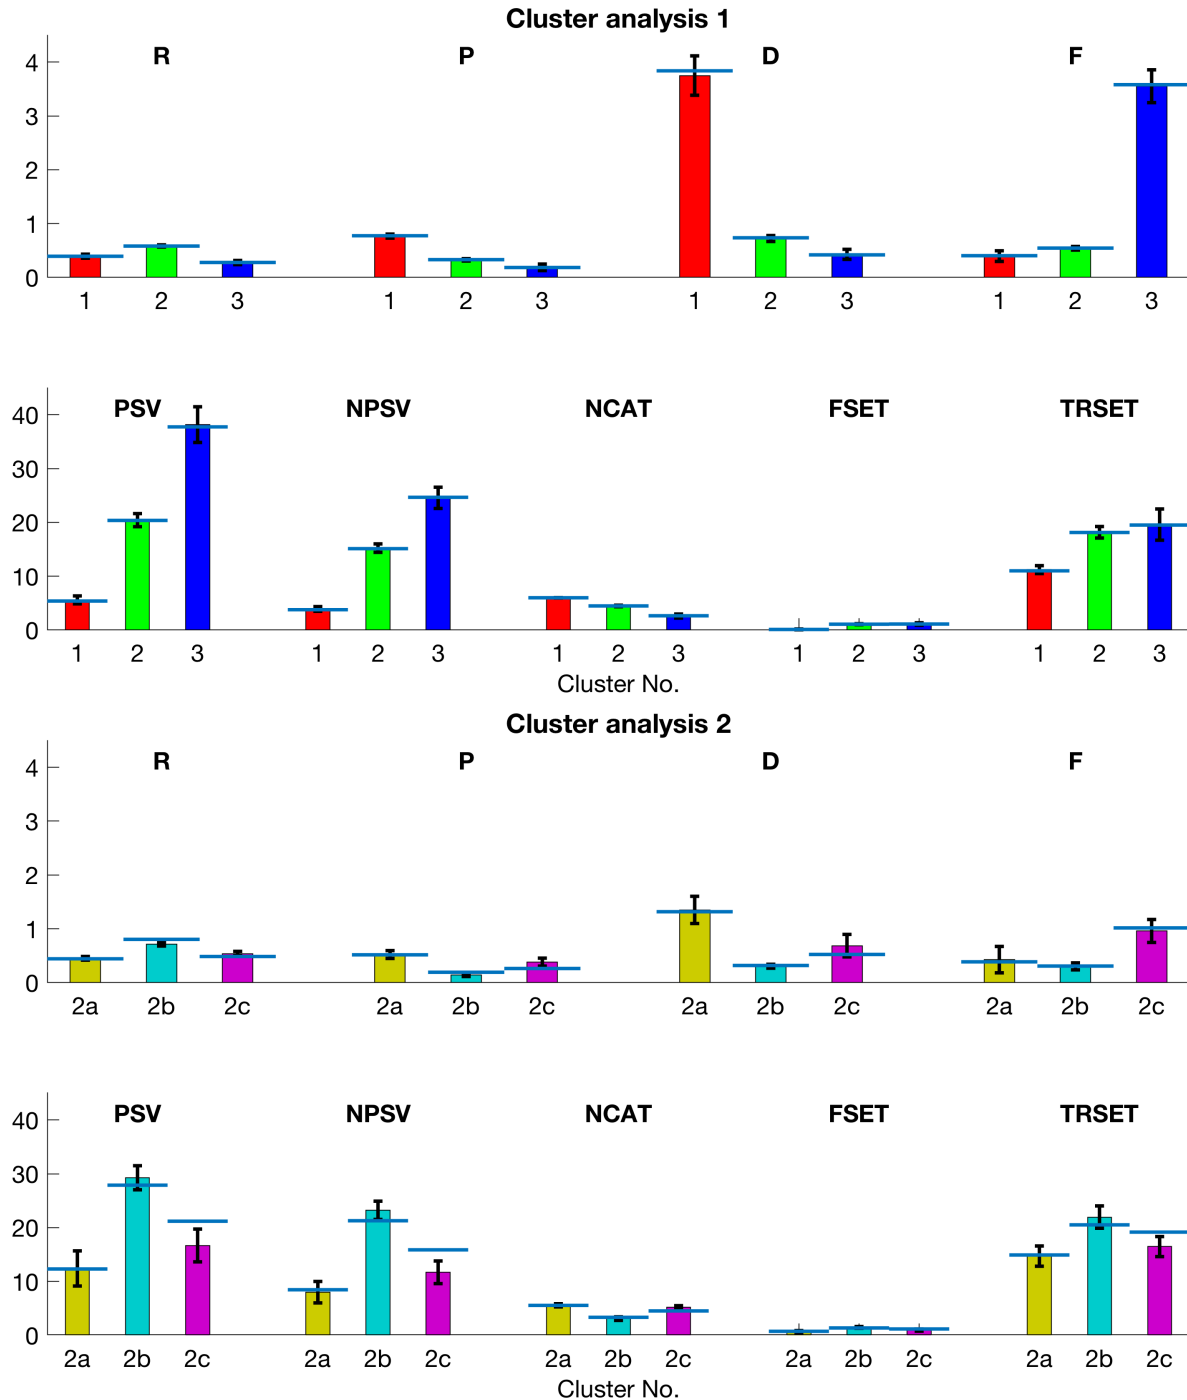 Cluster analysis 1
R P D F
4
3
2
1
0
1 2 3 1 2 3 1 2 3 1 2 3
PSV NPSV NCAT FSET TRSET
40
30
20
10
0
1 2 3 1 2 3 1 2 3 1 2 3 1 2 3
Cluster No.
Cluster analysis 2
R P D F
4
3
2
1
0
2a 2b 2c 2a 2b 2c 2a 2b 2c 2a 2b 2c
PSV NPSV NCAT FSET TRSET
40
30
20
10
0
2a 2b 2c 2a 2b 2c 2a 2b 2c 2a 2b 2c 2a 2b 2c
Cluster No.